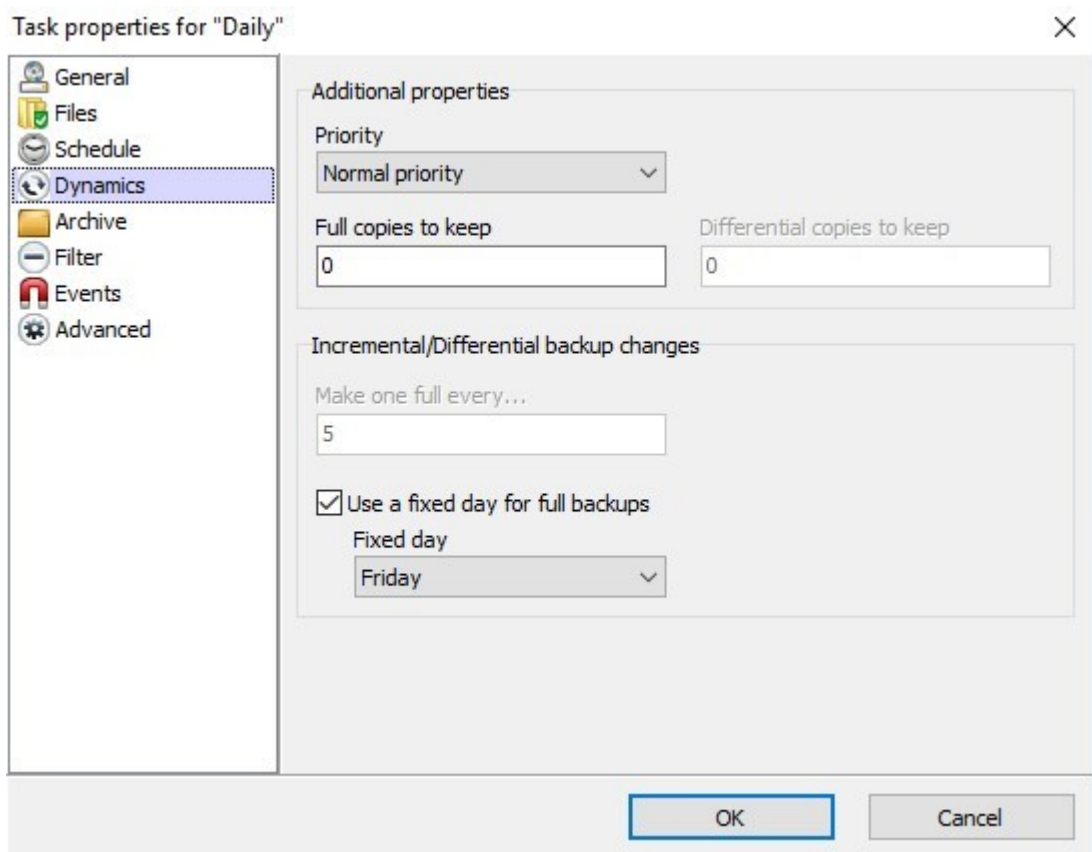 Task properties for "Daily"
General
Files
Schedule
Dynamics
Archive
Filter
Events
Advanced
Additional properties
Priority
Normal priority
Full copies to keep
Differential copies to keep
0
0
Incremental/Differential backup changes
Make one full every...
5
Use a fixed day for full backups
Fixed day
Friday
OK
Cancel